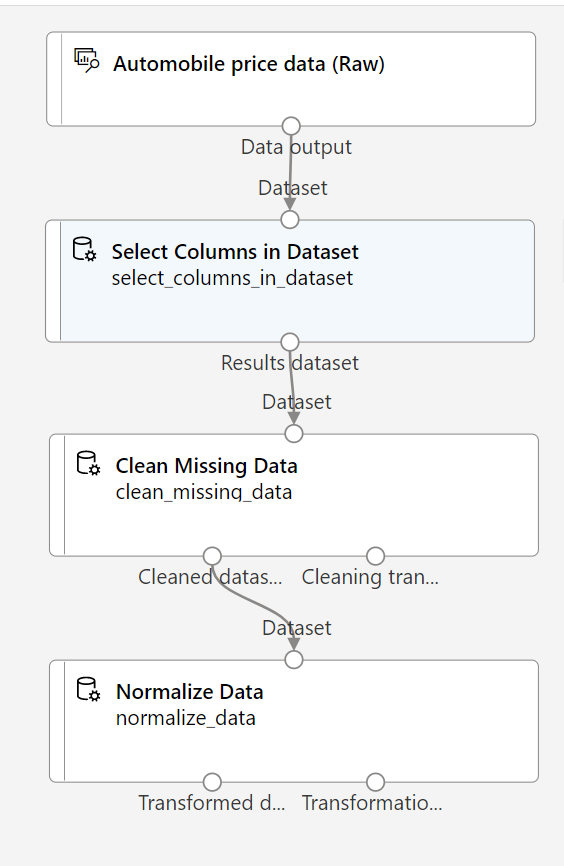 Automobile price data (Raw)
Data output
Dataset
Select Columns in Dataset
select_columns_in_dataset
Results dataset
Dataset
Clean Missing Data
clean_missing_data
Cleaned datas... Cleaning tran...
Dataset
Normalize Data
normalize_data
Transformed d... Transformatio...